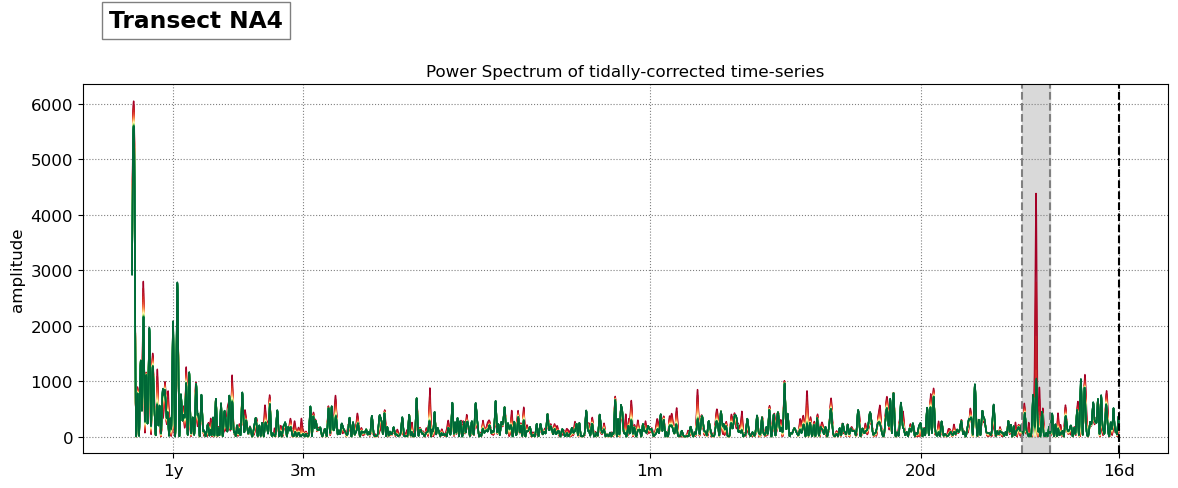 Transect NA4
Power Spectrum of tidally-corrected time-series
amplitude
6000
5000
4000
3000
2000
1000
0
1y 3m 1m 20d 16d